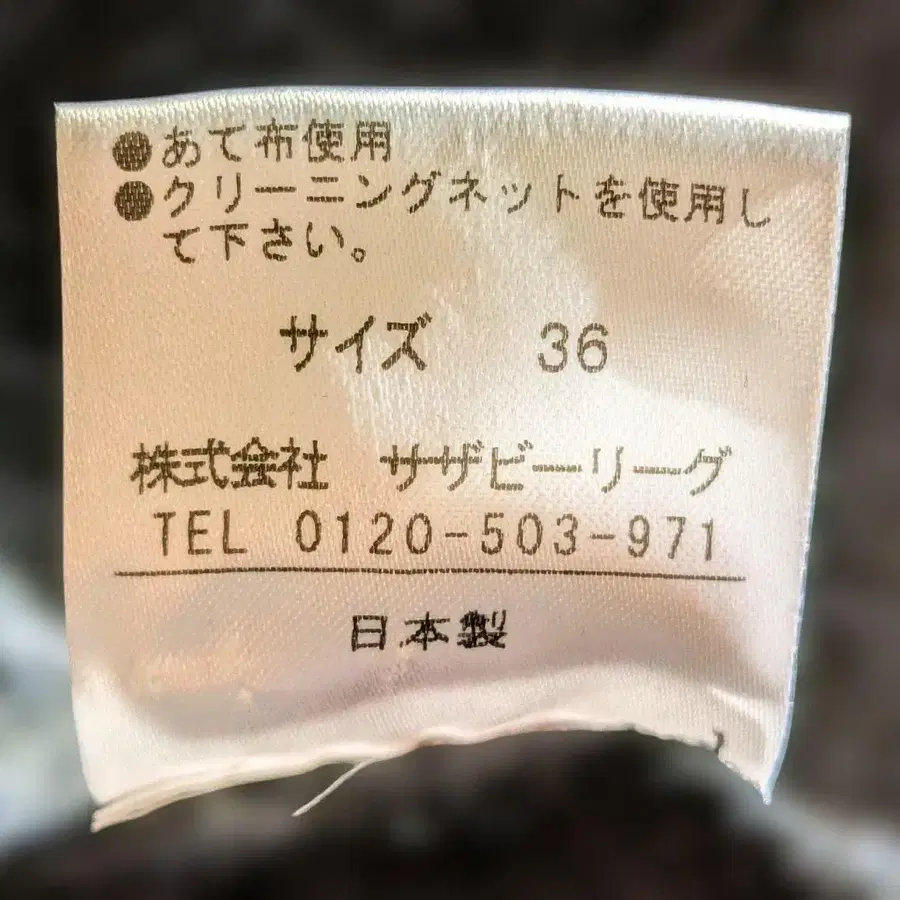 ●あて布使用
●クリーニングネットを使用し
て下さい。
サイズ 36
株式会社 サザビーリーグ
TEL 0120-503-971
日本製